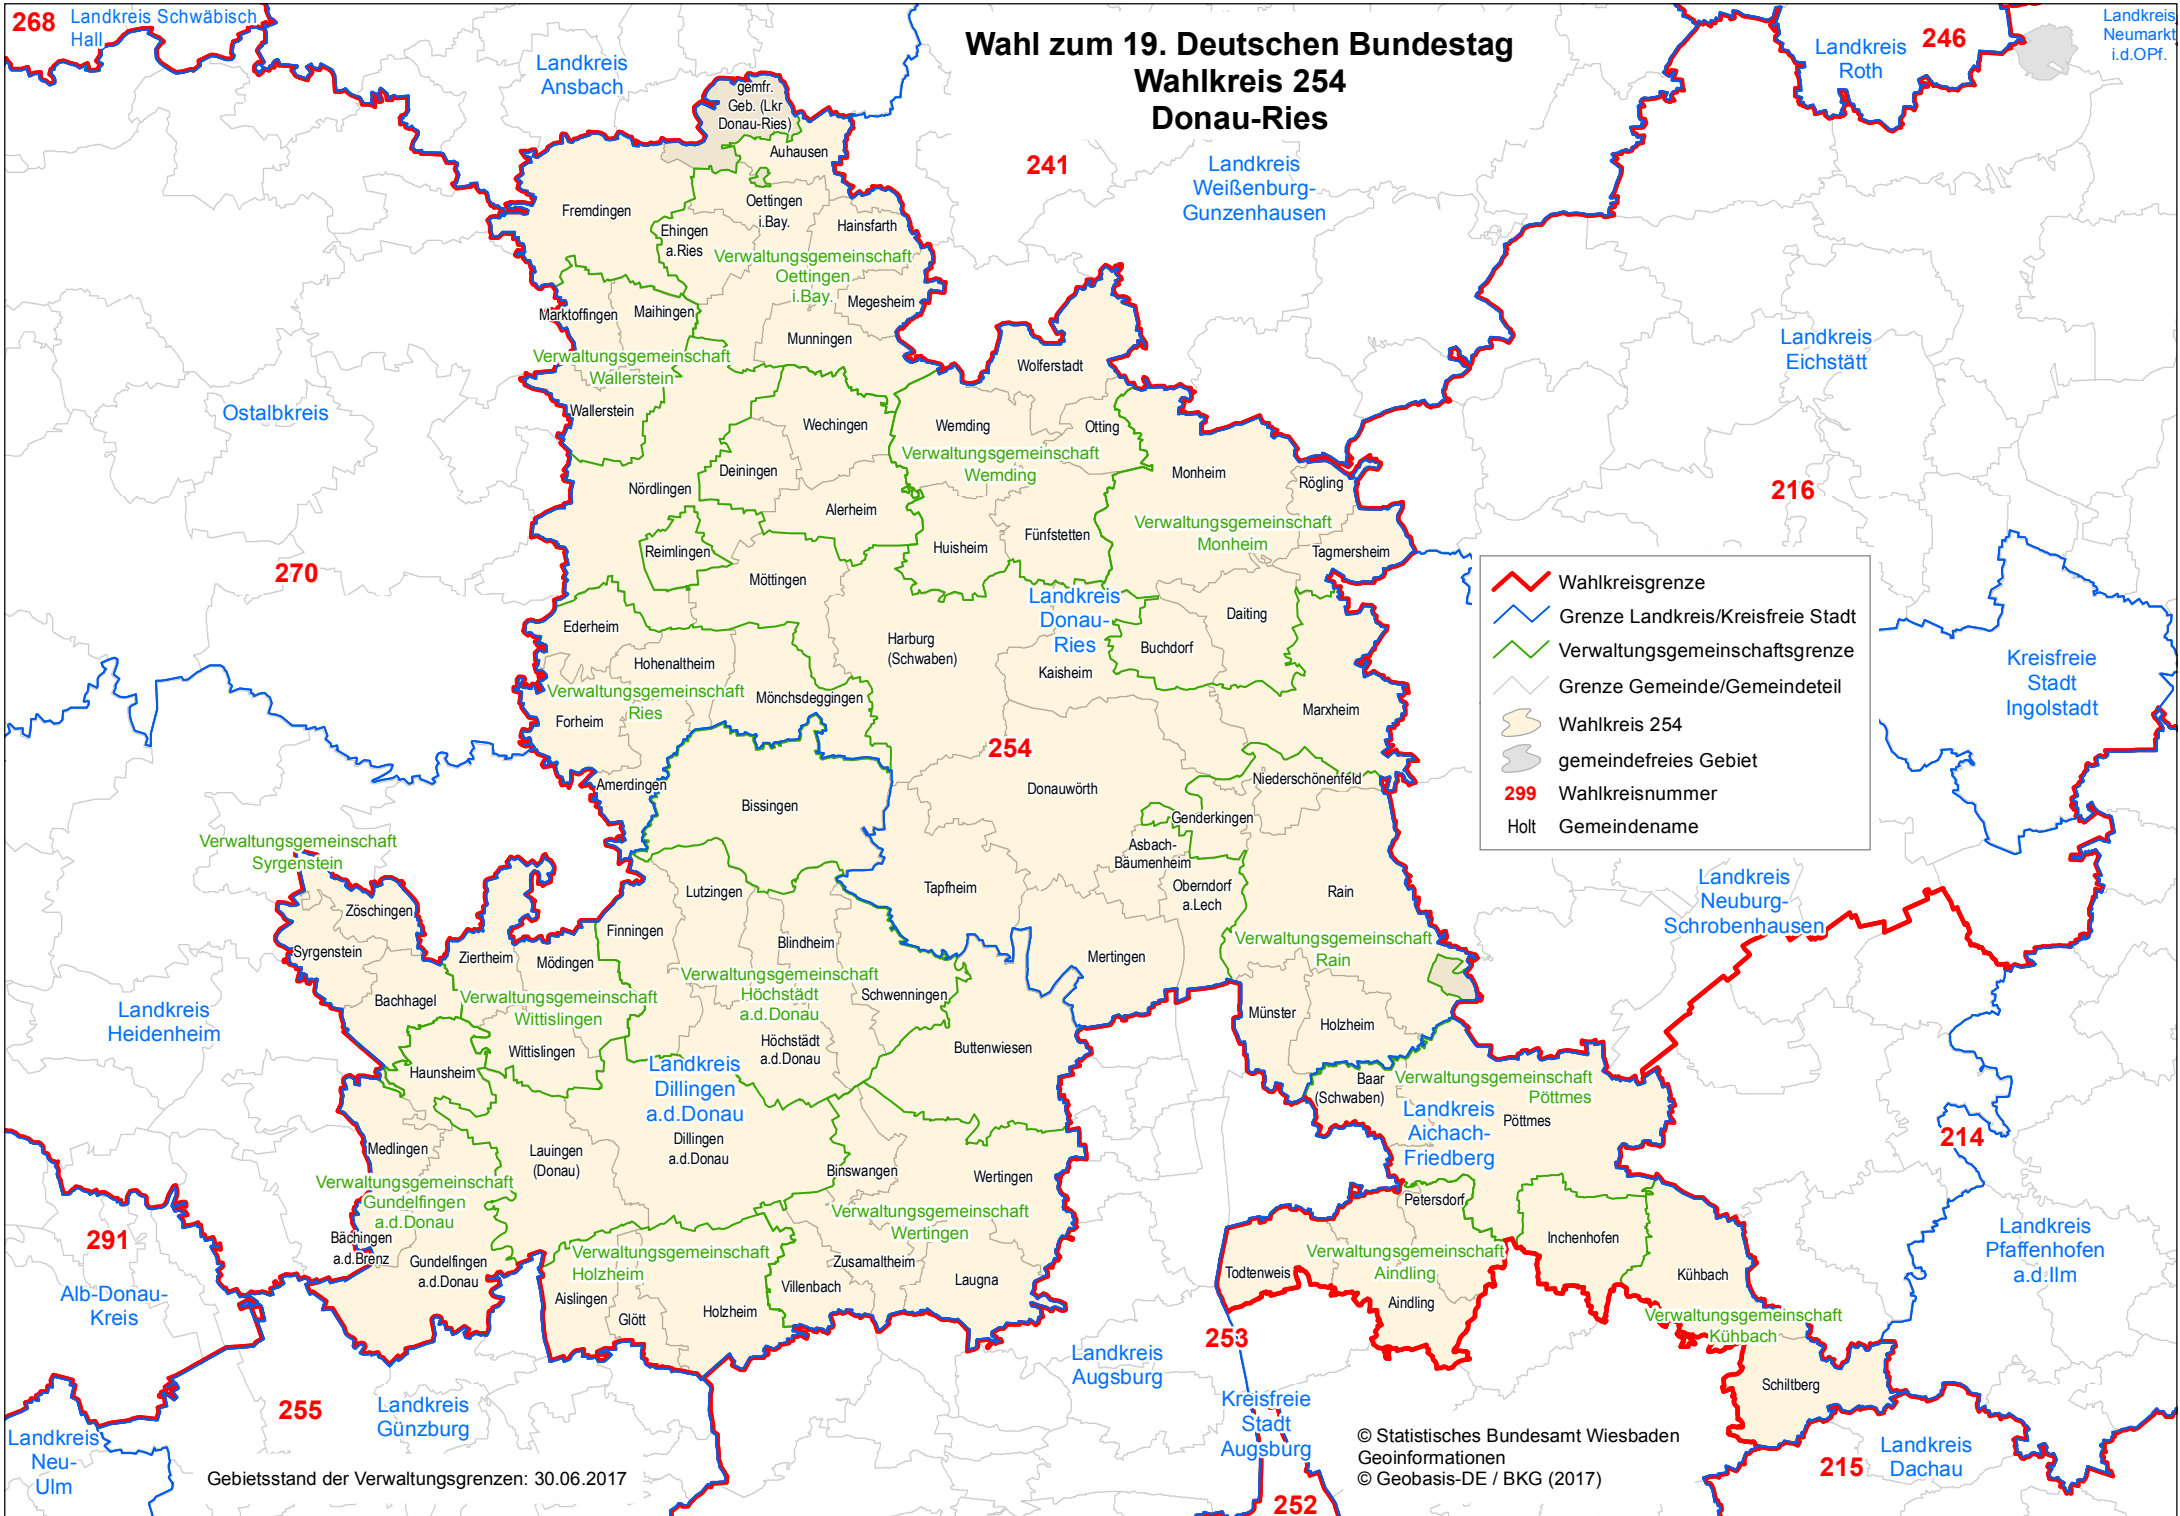 Wahl zum 19. Deutschen Bundestag
Wahlkreis 254
Donau-Ries
268
Landkreis Schwäbisch
Hall
Landkreis
Ansbach
gemfr.
Geb. (Lkr
Donau-Ries)
Landkreis
Roth
246
Landkreis
Neumarkt
i.d.OPf.
241
Landkreis
Weißenburg-
Gunzenhausen
Auhausen
Fremdingen
Oettingen
i.Bay.
Hainsfarth
Ehingen
a.Ries
Verwaltungsgemeinschaft
Oettingen
i.Bay.
Megesheim
Marktoffingen
Maihingen
Munningen
Verwaltungsgemeinschaft
Wallerstein
Wallerstein
Wolferstadt
Landkreis
Eichstätt
Ostalbkreis
Wechingen
Wemding
Otting
Verwaltungsgemeinschaft
Wemding
Deiningen
Nördlingen
Monheim
Rögling
216
Alerheim
Fünfstetten
Huisheim
Verwaltungsgemeinschaft
Monheim
Tagmersheim
Reimlingen
Möttingen
270
Landkreis
Donau-
Ries
Daiting
Ederheim
Harburg
(Schwaben)
Buchdorf
Hohenaltheim
Kaisheim
Verwaltungsgemeinschaft
Ries
Mönchsdeggingen
Forheim
Marxheim
254
Wahlkreisgrenze
Grenze Landkreis/Kreisfreie Stadt
Verwaltungsgemeinschaftsgrenze
Grenze Gemeinde/Gemeindeteil
Wahlkreis 254
gemeindefreies Gebiet
299 Wahlkreisnummer
Holt Gemeindename
Kreisfreie
Stadt
Ingolstadt
Amerdingen
Bissingen
Donauwörth
Niederschönenfeld
Genderkingen
Asbach-
Bäumenheim
Verwaltungsgemeinschaft
Syrgenstein
Lutzingen
Tapfheim
Oberndorf
a.Lech
Rain
Landkreis
Neuburg-
Schrobenhausen
Zöschingen
Finningen
Blindheim
Verwaltungsgemeinschaft
Rain
Syrgenstein
Ziertheim
Mödingen
Mertingen
Verwaltungsgemeinschaft
Höchstädt
a.d.Donau
Schwenningen
Bachhagel
Verwaltungsgemeinschaft
Wittislingen
Landkreis
Heidenheim
Münster
Holzheim
Wittislingen
Höchstädt
a.d.Donau
Buttenwiesen
Haunsheim
Landkreis
Dillingen
a.d.Donau
Baar
(Schwaben)
Verwaltungsgemeinschaft
Pöttmes
Pöttmes
Landkreis
Aichach-
Friedberg
214
Medlingen
Lauingen
(Donau)
Dillingen
a.d.Donau
Binswangen
Wertingen
Verwaltungsgemeinschaft
Gundelfingen
a.d.Donau
Petersdorf
Verwaltungsgemeinschaft
Wertingen
291
Bächingen
a.d.Brenz
Gundelfingen
a.d.Donau
Verwaltungsgemeinschaft
Holzheim
Zusamaltheim
Villenbach
Laugna
Todtenweis
Verwaltungsgemeinschaft
Aindling
Inchenhofen
Kühbach
Landkreis
Pfaffenhofen
a.d.Ilm
Alb-Donau-
Kreis
Aislingen
Glött
Holzheim
Aindling
Verwaltungsgemeinschaft
Kühbach
253
Landkreis
Augsburg
Schiltberg
255
Landkreis
Günzburg
Kreisfreie
Stadt
Augsburg
Landkreis
Neu-
Ulm
© Statistisches Bundesamt Wiesbaden
Geoinformationen
© Geobasis-DE / BKG (2017)
215
Landkreis
Dachau
Gebietsstand der Verwaltungsgrenzen: 30.06.2017
252